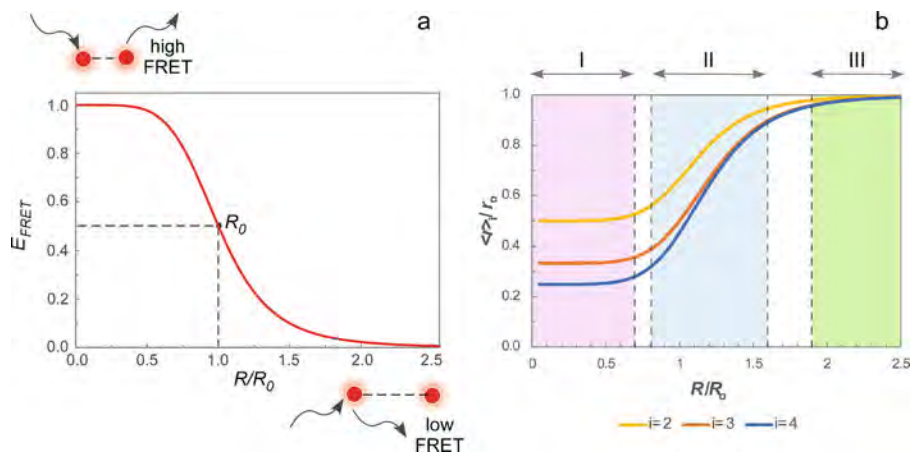 a
high
FRET
1.0
0.8
0.6
0.4
0.2
0.0
E_FRET
R_0
0.0 0.5 1.0 1.5 2.0 2.5
R/R_0
low
FRET
b
I II III
1.0
0.8
0.6
0.4
0.2
0.0
<r>_i/r_o
0 0.5 1 1.5 2 2.5
R/R_o
i=2 i=3 i=4